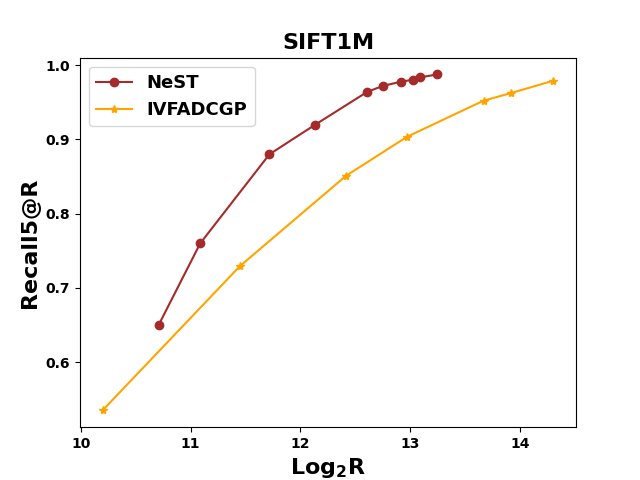 SIFT1M
NeST
IVFADCGP
Recall5@R
1.0
0.9
0.8
0.7
0.6
10 11 12 13 14
Log₂R